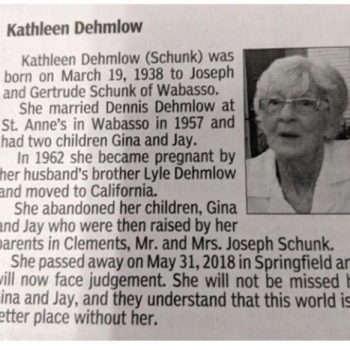 Kathleen Dehmlow
Kathleen Dehmlow (Schunk) was
born on March 19, 1938 to Joseph
and Gertrude Schunk of Wabasso.
She married Dennis Dehmlow at
St. Anne's in Wabasso in 1957 and
had two children Gina and Jay.
In 1962 she became pregnant by
her husband's brother Lyle Dehmlow
and moved to California.
She abandoned her children, Gina
and Jay who were then raised by her
parents in Clements, Mr. and Mrs. Joseph Schunk.
She passed away on May 31, 2018 in Springfield an
will now face judgement. She will not be missed b
Gina and Jay, and they understand that this world is
etter place without her.